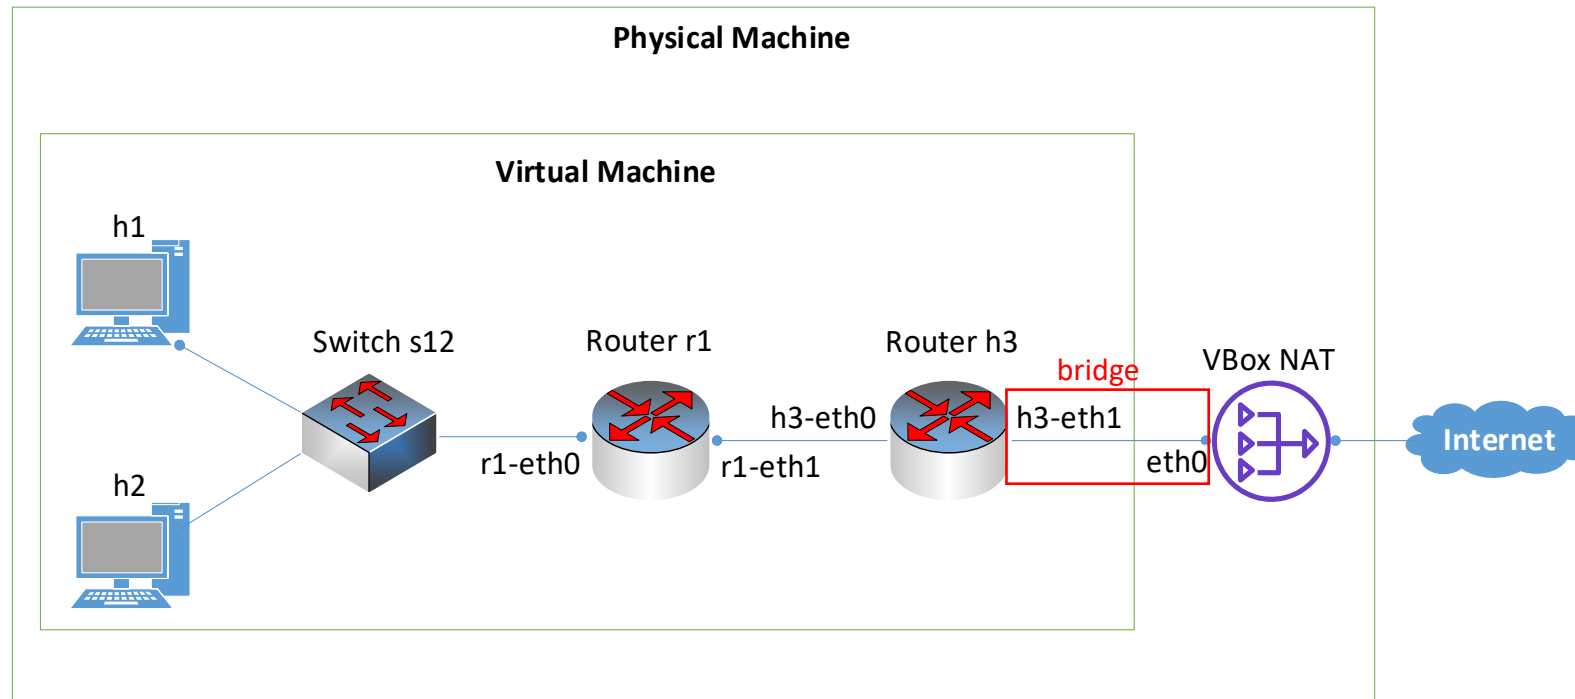 Physical Machine
Virtual Machine
h1
Switch s12
Router r1
Router h3
bridge
VBox NAT
h3-eth0
h3-eth1
Internet
r1-eth0
r1-eth1
eth0
h2